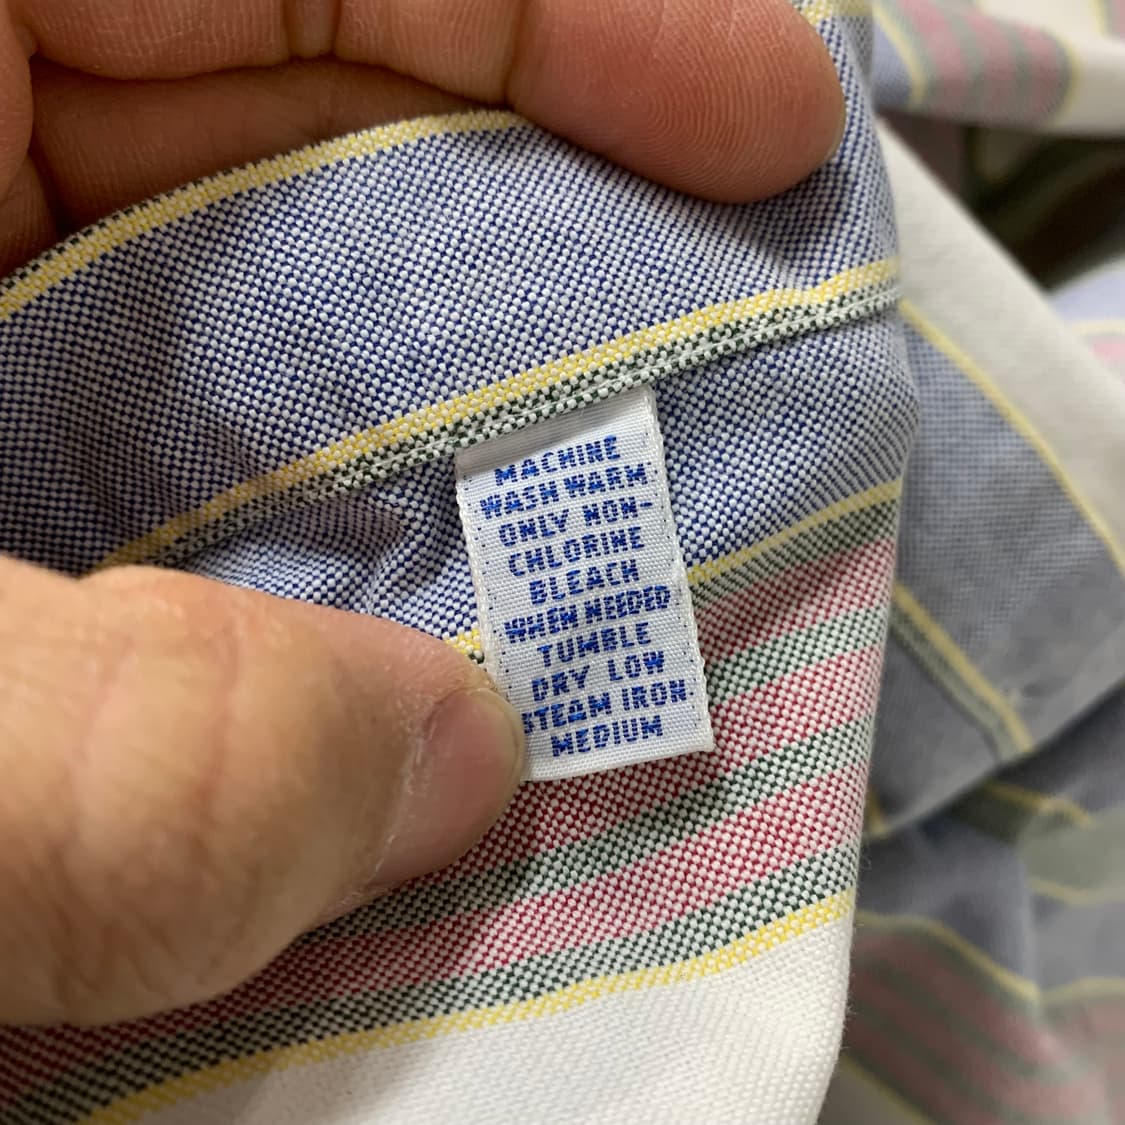 MACHINE
WASH WARM
ONLY NON-
CHLORINE
BLEACH
WHEN NEEDED
TUMBLE
DRY LOW
STEAM IRON
MEDIUM